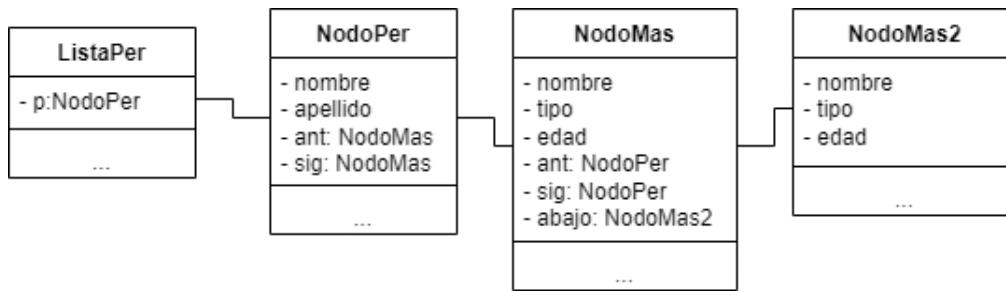 ListaPer
- p:NodoPer
...
NodoPer
- nombre
- apellido
- ant: NodoMas
- sig: NodoMas
...
NodoMas
- nombre
- tipo
- edad
- ant: NodoPer
- sig: NodoPer
- abajo: NodoMas2
...
NodoMas2
- nombre
- tipo
- edad
...